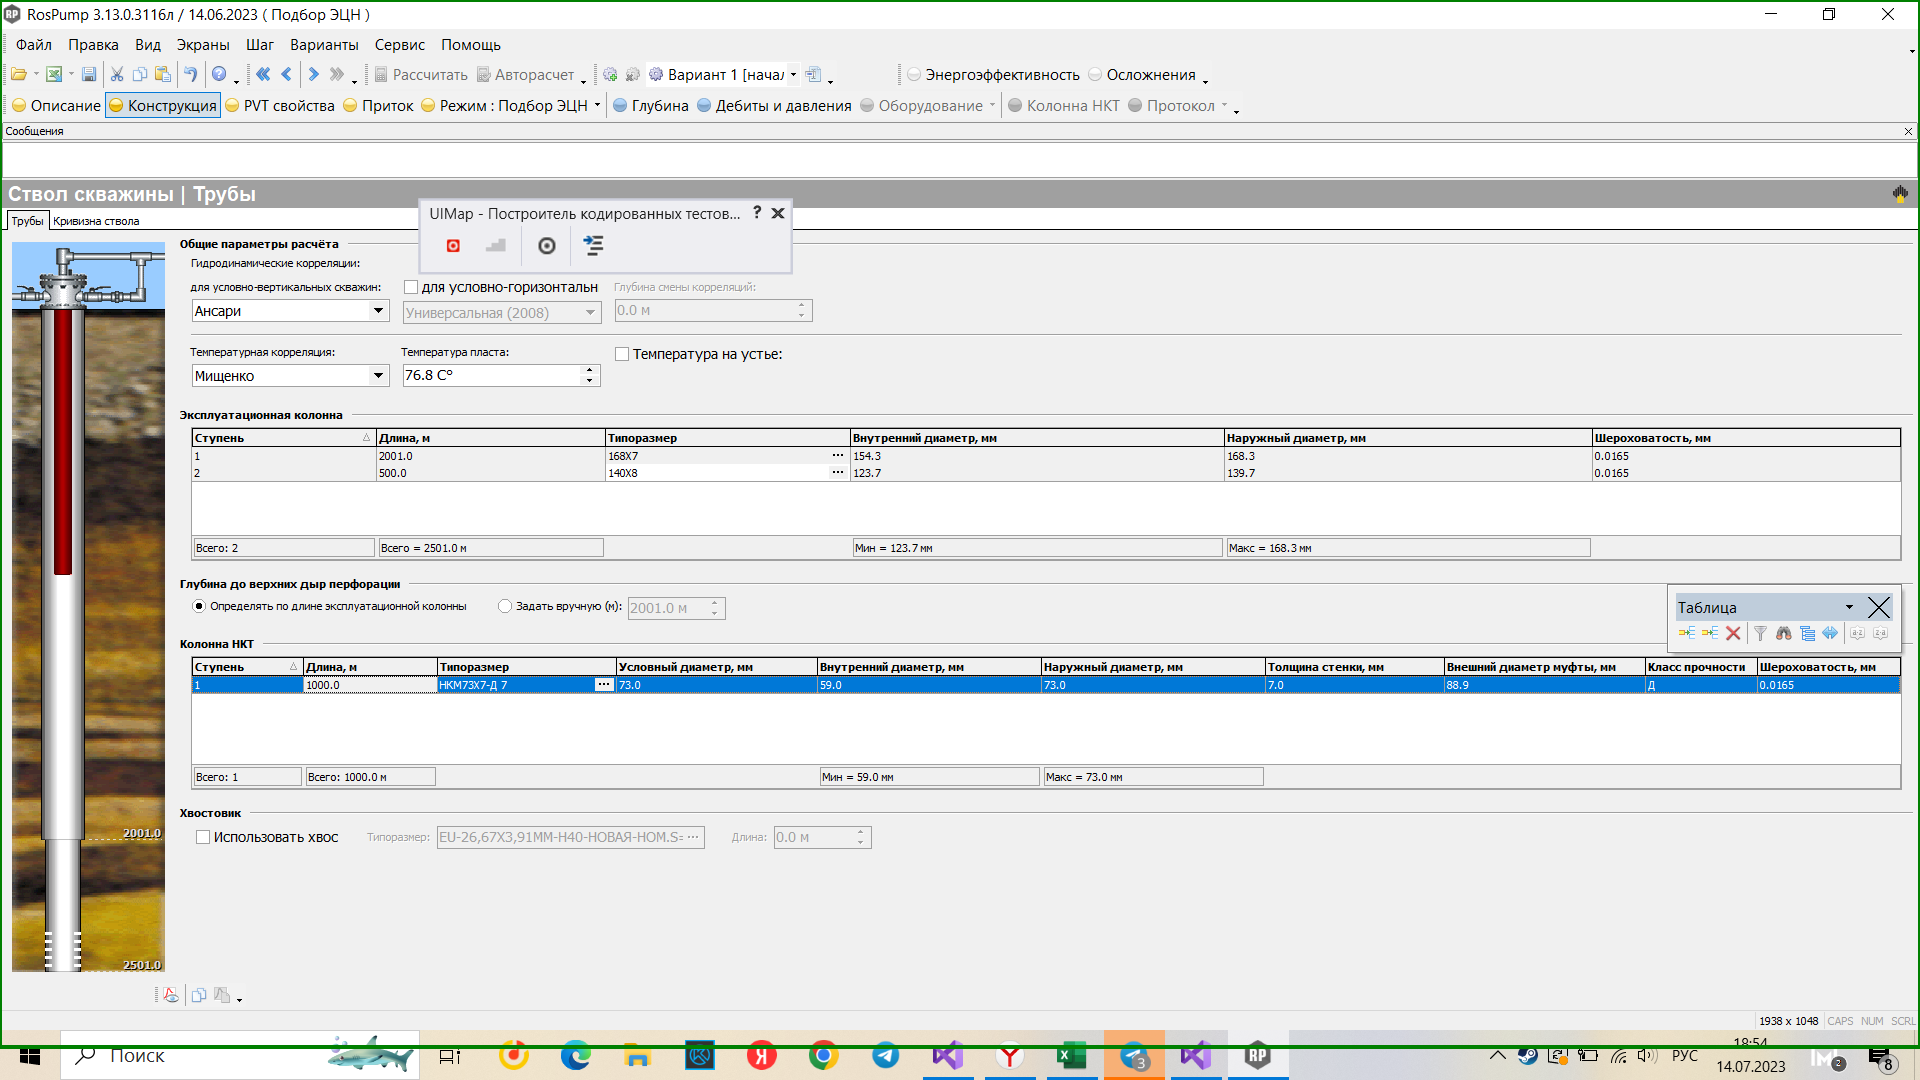 RosPump 3.13.0.3116л / 14.06.2023 ( Подбор ЭЦН )
Файл Правка Вид Экраны Шаг Варианты Сервис Помощь
Рассчитать Авторасчет Вариант 1 [начал Энергоэффективность Осложнения
Описание Конструкция PVT свойства Приток Режим : Подбор ЭЦН Глубина Дебиты и давления Оборудование Колонна НКТ Протокол
Сообщения
Ствол скважины | Трубы
Трубы Кривизна ствола
UIMap - Построитель кодированных тестов... ?
Общие параметры расчёта
Гидродинамические корреляции:
для условно-вертикальных скважин: для условно-горизонтальн Глубина смены корреляций:
Ансари Универсальная (2008) 0.0 м
Температурная корреляция: Температура пласта: Температура на устье:
Мищенко 76.8 C°
Эксплуатационная колонна
Ступень Длина, м Типоразмер Внутренний диаметр, мм Наружный диаметр, мм Шероховатость, мм
1 2001.0 168X7 ... 154.3 168.3 0.0165
2 500.0 140X8 ... 123.7 139.7 0.0165
Всего: 2 Всего = 2501.0 м Мин = 123.7 мм Макс = 168.3 мм
Глубина до верхних дыр перфорации
Определять по длине эксплуатационной колонны Задать вручную (м): 2001.0 м
Таблица
Колонна НКТ
Ступень Длина, м Типоразмер Условный диаметр, мм Внутренний диаметр, мм Наружный диаметр, мм Толщина стенки, мм Внешний диаметр муфты, мм Класс прочности Шероховатость, мм
1 1000.0 НКМ73Х7-Д 7 ... 73.0 59.0 73.0 7.0 88.9 Д 0.0165
Всего: 1 Всего: 1000.0 м Мин = 59.0 мм Макс = 73.0 мм
Хвостовик
Использовать хвос Типоразмер: EU-26,67X3,91ММ-H40-НОВАЯ-НОМ.S= ... Длина: 0.0 м
2001.0
2501.0
1938 x 1048 CAPS NUM SCRL
Поиск
3
РУС
18:54
14.07.2023
2
8